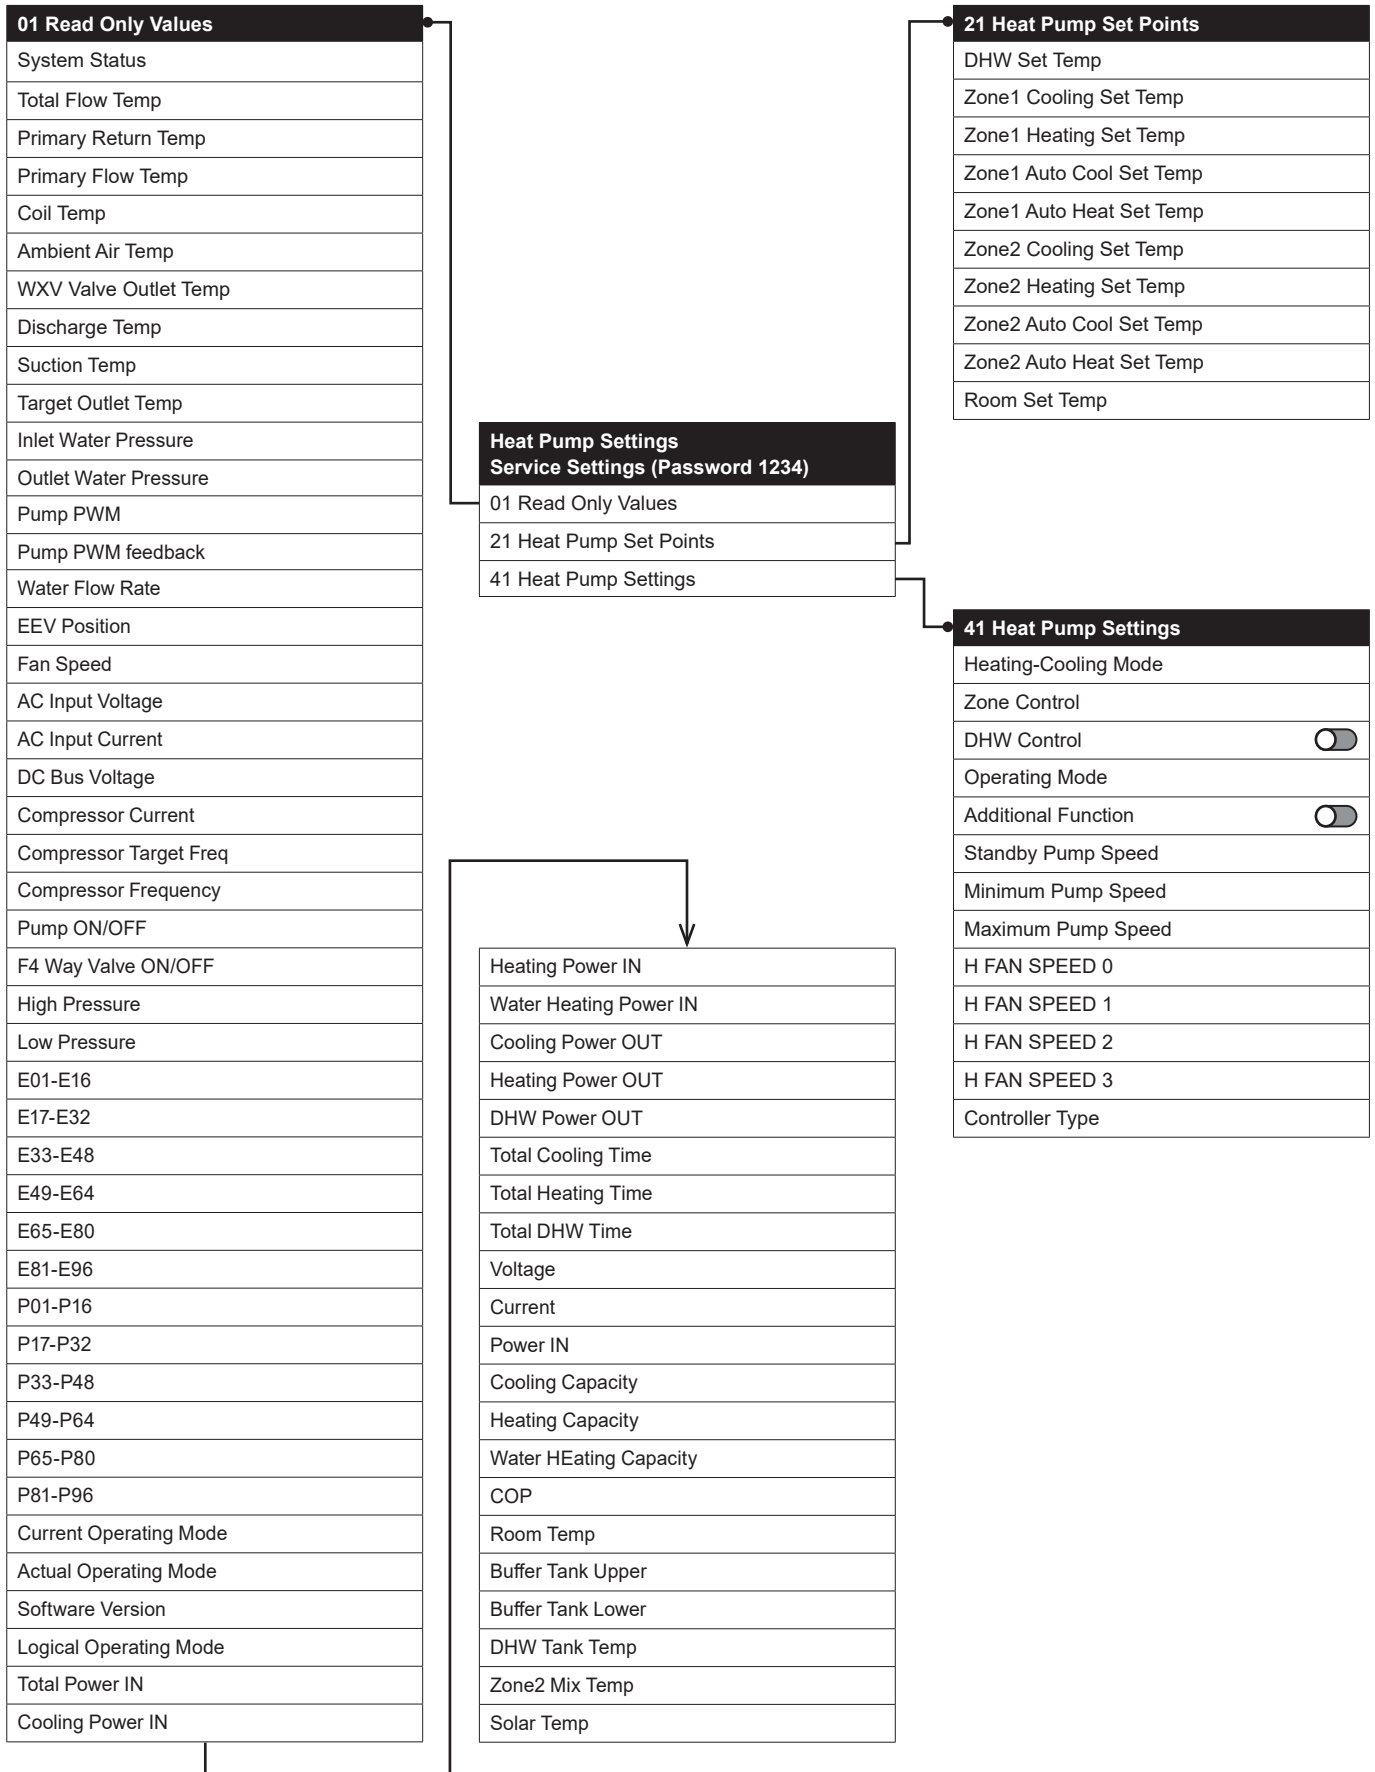 01 Read Only Values
System Status
Total Flow Temp
Primary Return Temp
Primary Flow Temp
Coil Temp
Ambient Air Temp
WXV Valve Outlet Temp
Discharge Temp
Suction Temp
Target Outlet Temp
Inlet Water Pressure
Outlet Water Pressure
Pump PWM
Pump PWM feedback
Water Flow Rate
EEV Position
Fan Speed
AC Input Voltage
AC Input Current
DC Bus Voltage
Compressor Current
Compressor Target Freq
Compressor Frequency
Pump ON/OFF
F4 Way Valve ON/OFF
High Pressure
Low Pressure
E01-E16
E17-E32
E33-E48
E49-E64
E65-E80
E81-E96
P01-P16
P17-P32
P33-P48
P49-P64
P65-P80
P81-P96
Current Operating Mode
Actual Operating Mode
Software Version
Logical Operating Mode
Total Power IN
Cooling Power IN
Heat Pump Settings
Service Settings (Password 1234)
01 Read Only Values
21 Heat Pump Set Points
41 Heat Pump Settings
Heating Power IN
Water Heating Power IN
Cooling Power OUT
Heating Power OUT
DHW Power OUT
Total Cooling Time
Total Heating Time
Total DHW Time
Voltage
Current
Power IN
Cooling Capacity
Heating Capacity
Water HEating Capacity
COP
Room Temp
Buffer Tank Upper
Buffer Tank Lower
DHW Tank Temp
Zone2 Mix Temp
Solar Temp
21 Heat Pump Set Points
DHW Set Temp
Zone1 Cooling Set Temp
Zone1 Heating Set Temp
Zone1 Auto Cool Set Temp
Zone1 Auto Heat Set Temp
Zone2 Cooling Set Temp
Zone2 Heating Set Temp
Zone2 Auto Cool Set Temp
Zone2 Auto Heat Set Temp
Room Set Temp
41 Heat Pump Settings
Heating-Cooling Mode
Zone Control
DHW Control
Operating Mode
Additional Function
Standby Pump Speed
Minimum Pump Speed
Maximum Pump Speed
H FAN SPEED 0
H FAN SPEED 1
H FAN SPEED 2
H FAN SPEED 3
Controller Type